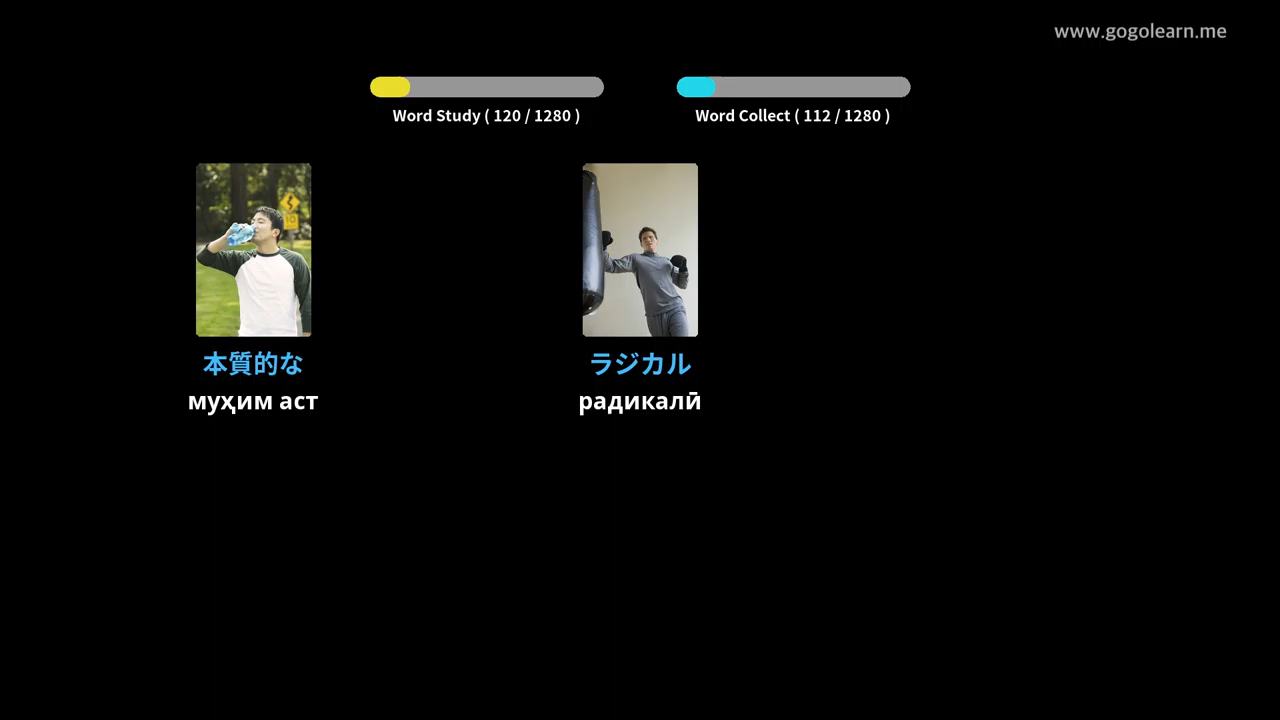 www.gogolearn.me
Word Study ( 120 / 1280 )
Word Collect ( 112 / 1280 )
10
本質的な
ラジカル
муҳим аст
радикалӣ